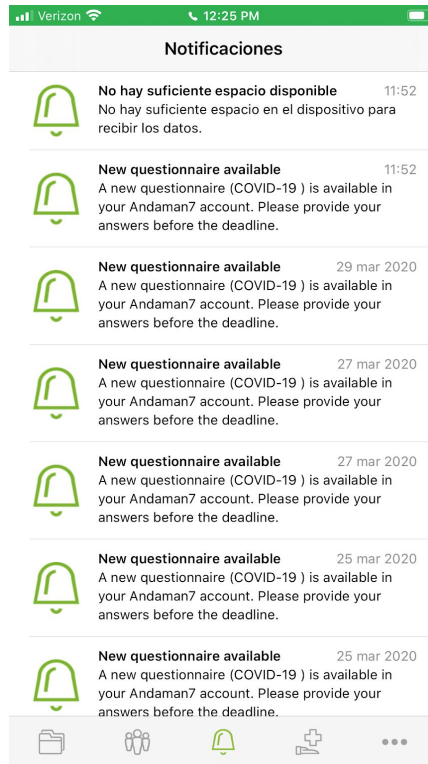 Verizon 12:25 PM
Notificaciones
No hay suficiente espacio disponible 11:52
No hay suficiente espacio en el dispositivo para
recibir los datos.
New questionnaire available 11:52
A new questionnaire (COVID-19 ) is available in
your Andaman7 account. Please provide your
answers before the deadline.
New questionnaire available 29 mar 2020
A new questionnaire (COVID-19 ) is available in
your Andaman7 account. Please provide your
answers before the deadline.
New questionnaire available 27 mar 2020
A new questionnaire (COVID-19 ) is available in
your Andaman7 account. Please provide your
answers before the deadline.
New questionnaire available 27 mar 2020
A new questionnaire (COVID-19 ) is available in
your Andaman7 account. Please provide your
answers before the deadline.
New questionnaire available 25 mar 2020
A new questionnaire (COVID-19 ) is available in
your Andaman7 account. Please provide your
answers before the deadline.
New questionnaire available 25 mar 2020
A new questionnaire (COVID-19 ) is available in
your Andaman7 account. Please provide your
answers before the deadline.